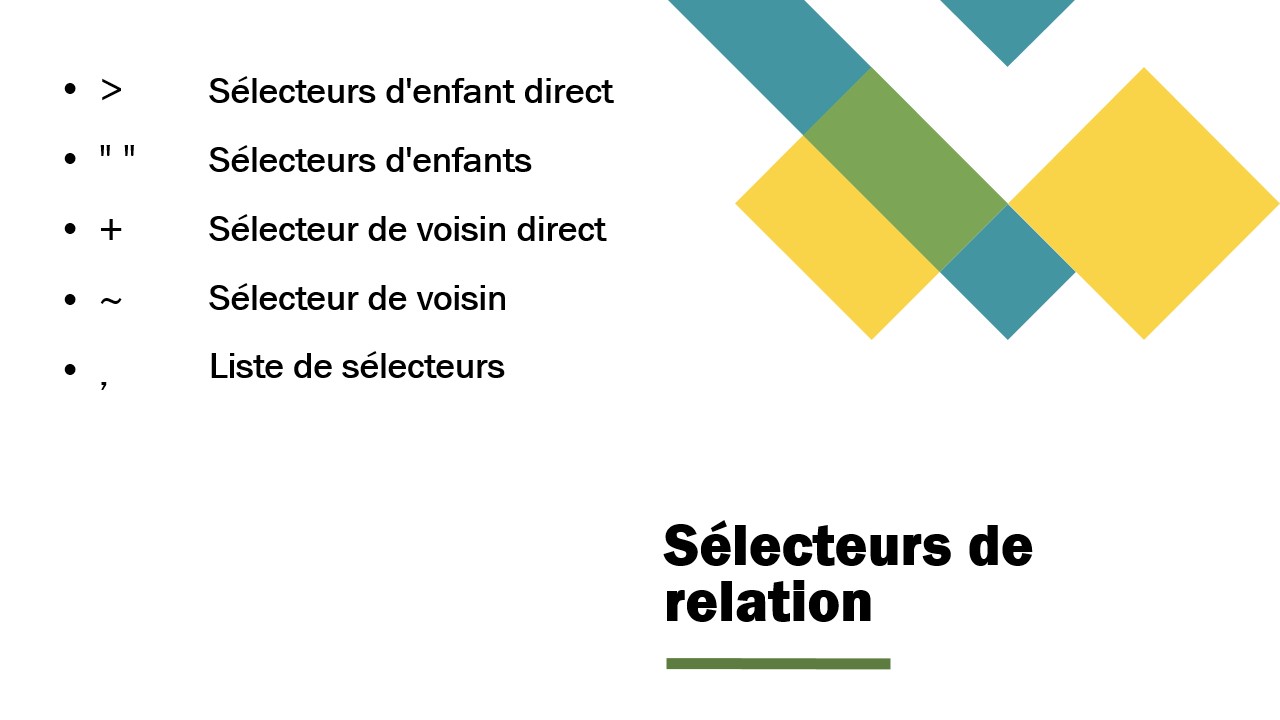 • > Sélecteurs d'enfant direct
• " " Sélecteurs d'enfants
• + Sélecteur de voisin direct
• ~ Sélecteur de voisin
• , Liste de sélecteurs
Sélecteurs de
relation